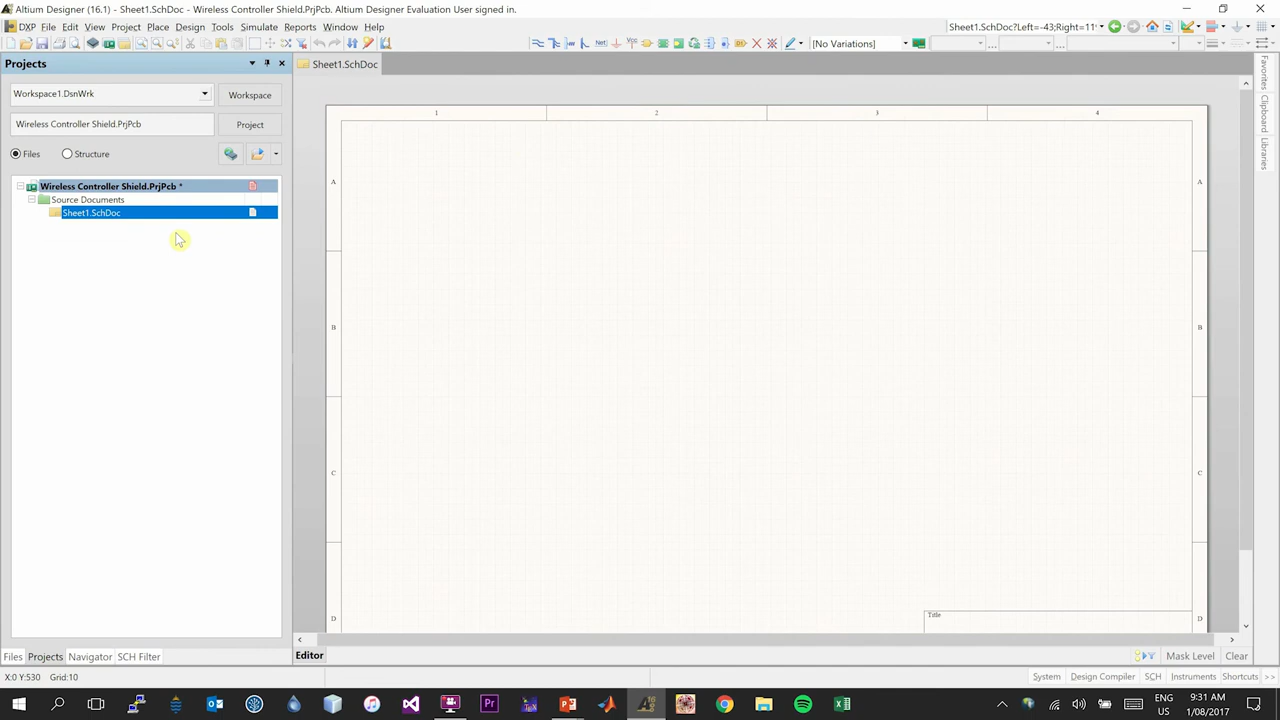 Altium Designer (16.1) - Sheet1.SchDoc - Wireless Controller Shield.PrjPcb. Altium Designer Evaluation User signed in.
DXP File Edit View Project Place Design Tools Simulate Reports Window Help
Sheet1.SchDoc?Left=-43;Right=11
[No Variations]
Projects
Sheet1.SchDoc
Workspace1.DsnWrk
Workspace
Wireless Controller Shield.PrjPcb
Project
Files Structure
Wireless Controller Shield.PrjPcb *
Source Documents
Sheet1.SchDoc
1 2 3 4
A A
B B
C C
D D
Title
Favorites
Clipboard
Libraries
Files Projects Navigator SCH Filter
Editor
Mask Level Clear
X:0 Y:530 Grid:10
System Design Compiler SCH Instruments Shortcuts >>
ENG
US
9:31 AM
1/08/2017